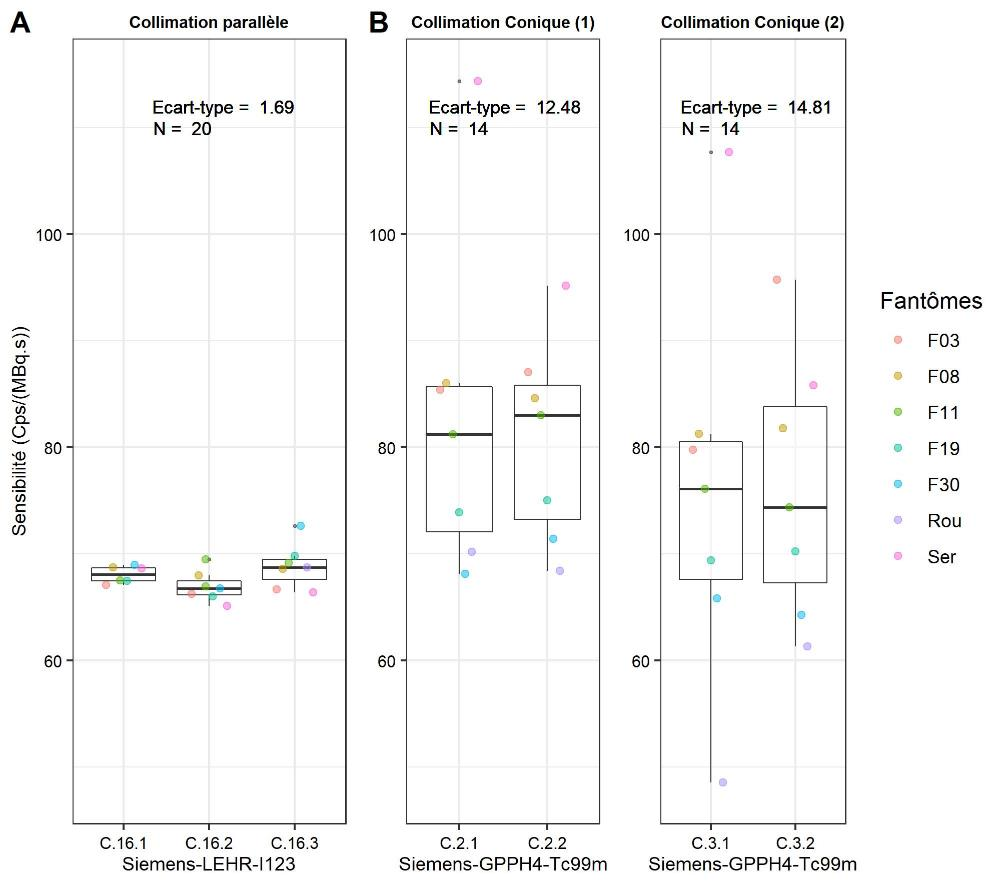 A
Collimation parallèle
B
Collimation Conique (1)
Collimation Conique (2)
Ecart-type = 1.69
N = 20
Ecart-type = 12.48
N = 14
Ecart-type = 14.81
N = 14
Sensibilité (Cps/(MBq.s))
100
80
60
100
80
60
100
80
60
C.16.1
C.16.2
C.16.3
Siemens-LEHR-I123
C.2.1
C.2.2
Siemens-GPPH4-Tc99m
C.3.1
C.3.2
Siemens-GPPH4-Tc99m
Fantômes
F03
F08
F11
F19
F30
Rou
Ser